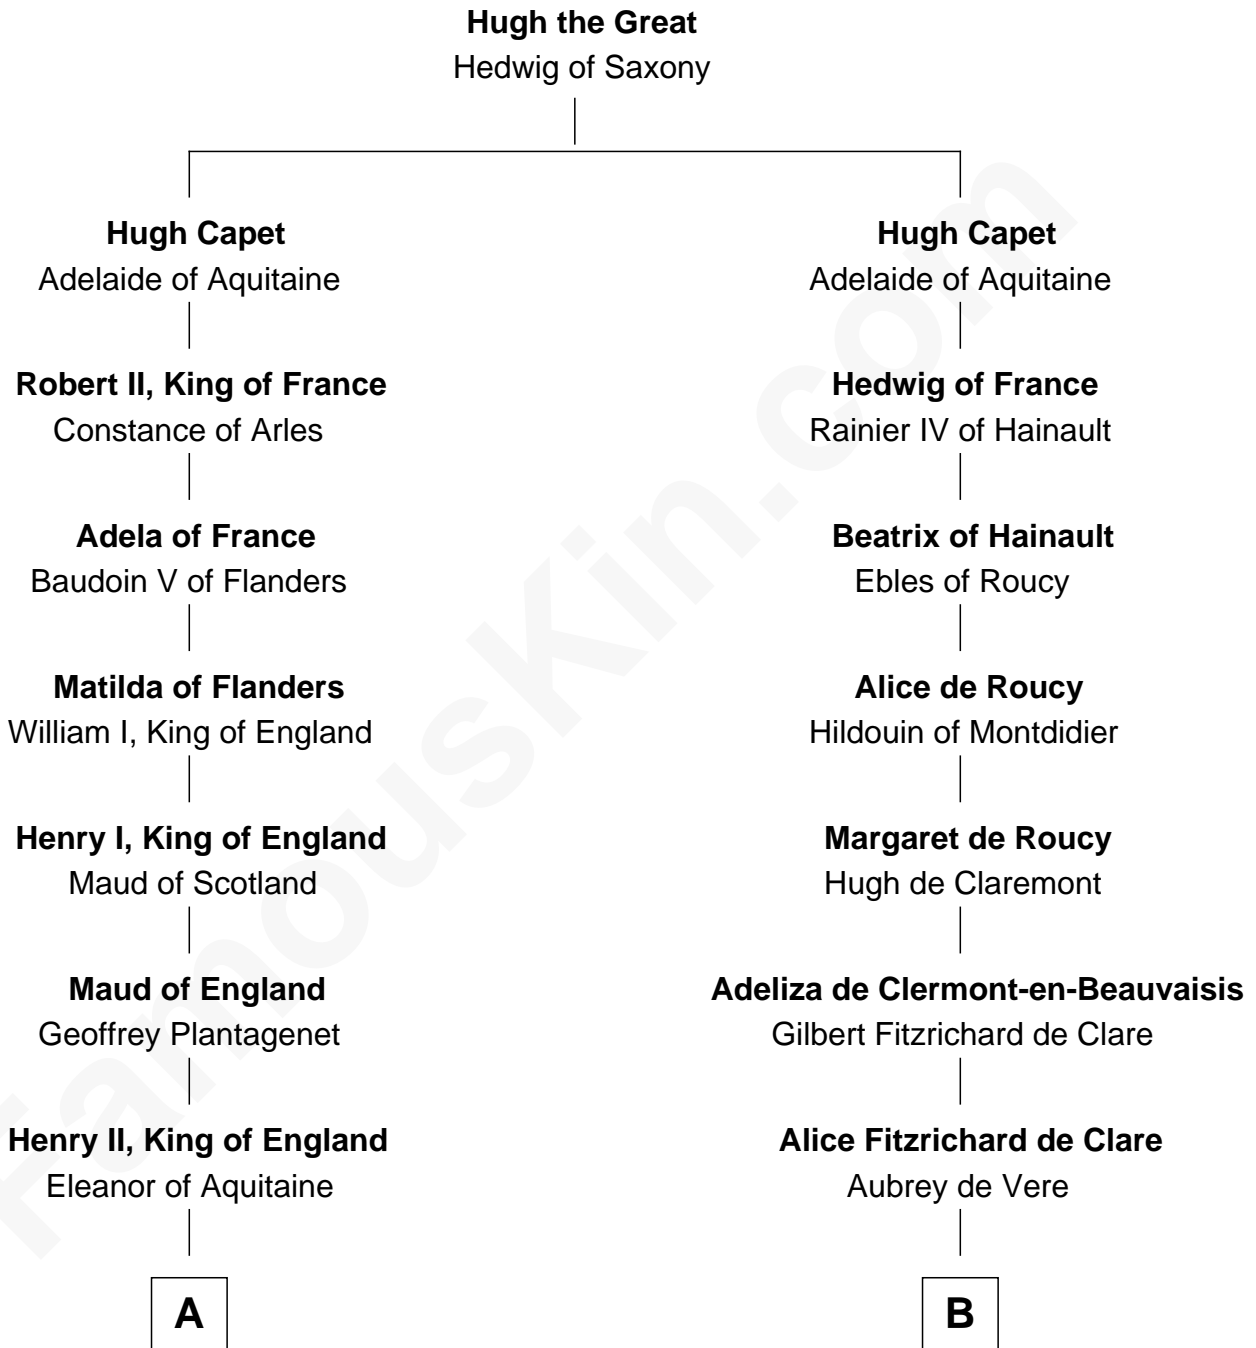 Hugh the Great
Hedwig of Saxony
Hugh Capet
Adelaide of Aquitaine
Robert II, King of France
Constance of Arles
Adela of France
Baudoin V of Flanders
Matilda of Flanders
William I, King of England
Henry I, King of England
Maud of Scotland
Maud of England
Geoffrey Plantagenet
Henry II, King of England
Eleanor of Aquitaine
A
Hugh Capet
Adelaide of Aquitaine
Hedwig of France
Rainier IV of Hainault
Beatrix of Hainault
Ebles of Roucy
Alice de Roucy
Hildouin of Montdidier
Margaret de Roucy
Hugh de Claremont
Adeliza de Clermont-en-Beauvaisis
Gilbert Fitzrichard de Clare
Alice Fitzrichard de Clare
Aubrey de Vere
B
FamousKin.com